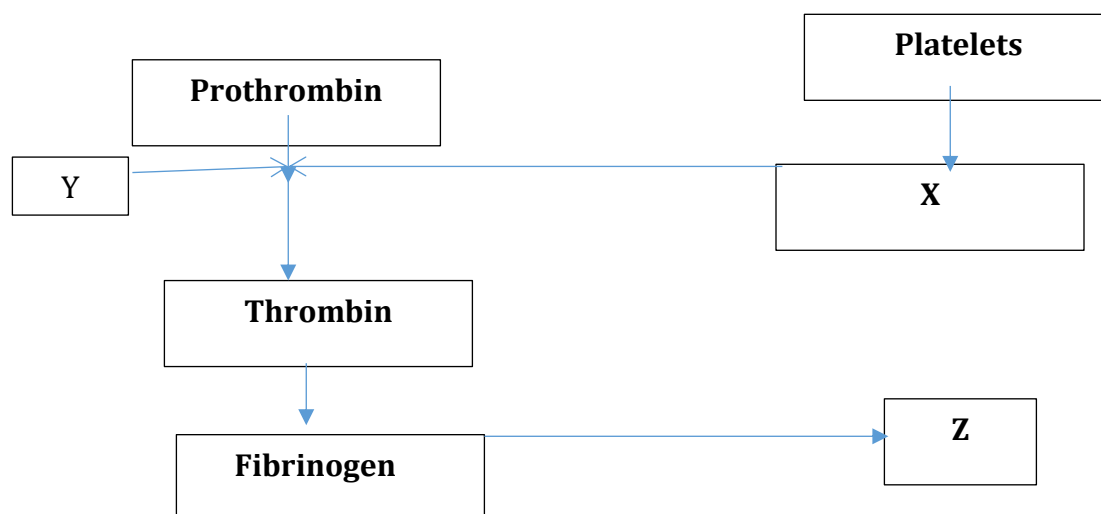 Platelets
Prothrombin
Y
X
Thrombin
Z
Fibrinogen